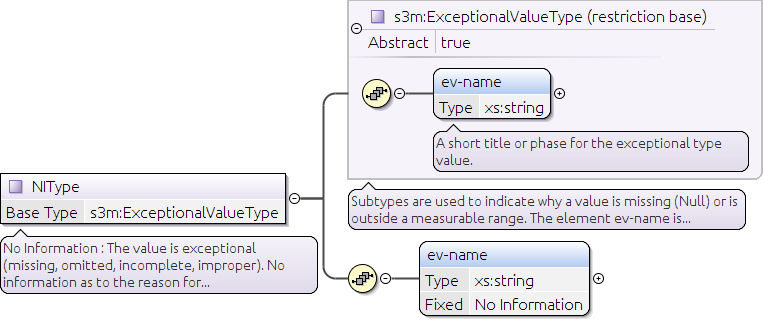 s3m:ExceptionalValueType (restriction base)
Abstract true
ev-name
Type xs:string
A short title or phase for the exceptional type
value.
NIType
Base Type s3m:ExceptionalValueType
No Information : The value is exceptional
(missing, omitted, incomplete, improper). No
information as to the reason for...
Subtypes are used to indicate why a value is missing (Null) or is
outside a measurable range. The element ev-name is...
ev-name
Type xs:string
Fixed No Information